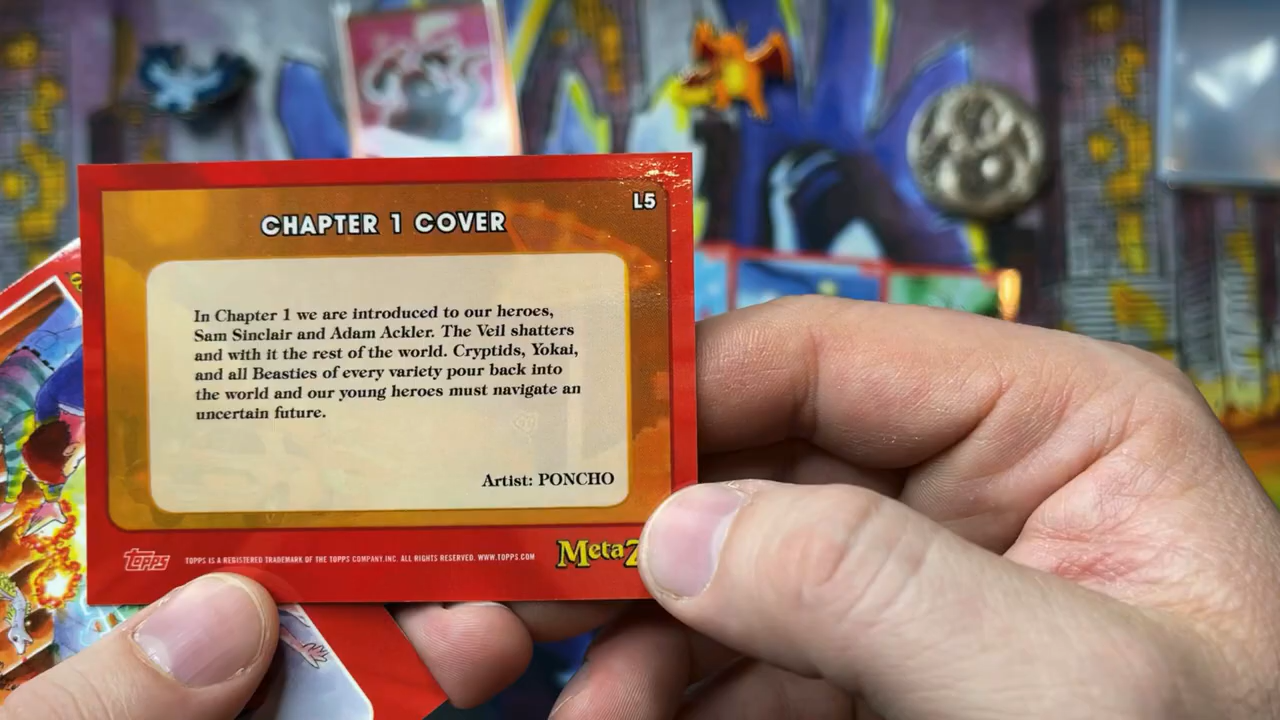 L5
CHAPTER 1 COVER
In Chapter 1 we are introduced to our heroes,
Sam Sinclair and Adam Ackler. The Veil shatters
and with it the rest of the world. Cryptids, Yokai,
and all Beasties of every variety pour back into
the world and our young heroes must navigate an
uncertain future.
Artist: PONCHO
Topps
TOPPS IS A REGISTERED TRADEMARK OF THE TOPPS COMPANY, INC. ALL RIGHTS RESERVED. WWW.TOPPS.COM
MetaZ